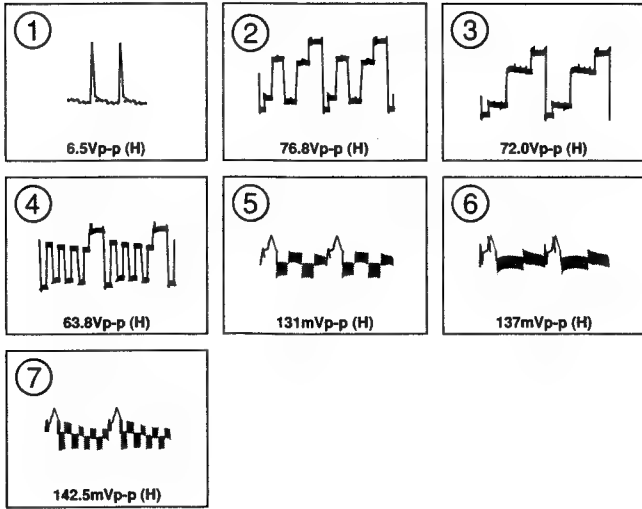 1
6.5Vp-p (H)
2
76.8Vp-p (H)
3
72.0Vp-p (H)
4
63.8Vp-p (H)
5
131mVp-p (H)
6
137mVp-p (H)
7
142.5mVp-p (H)